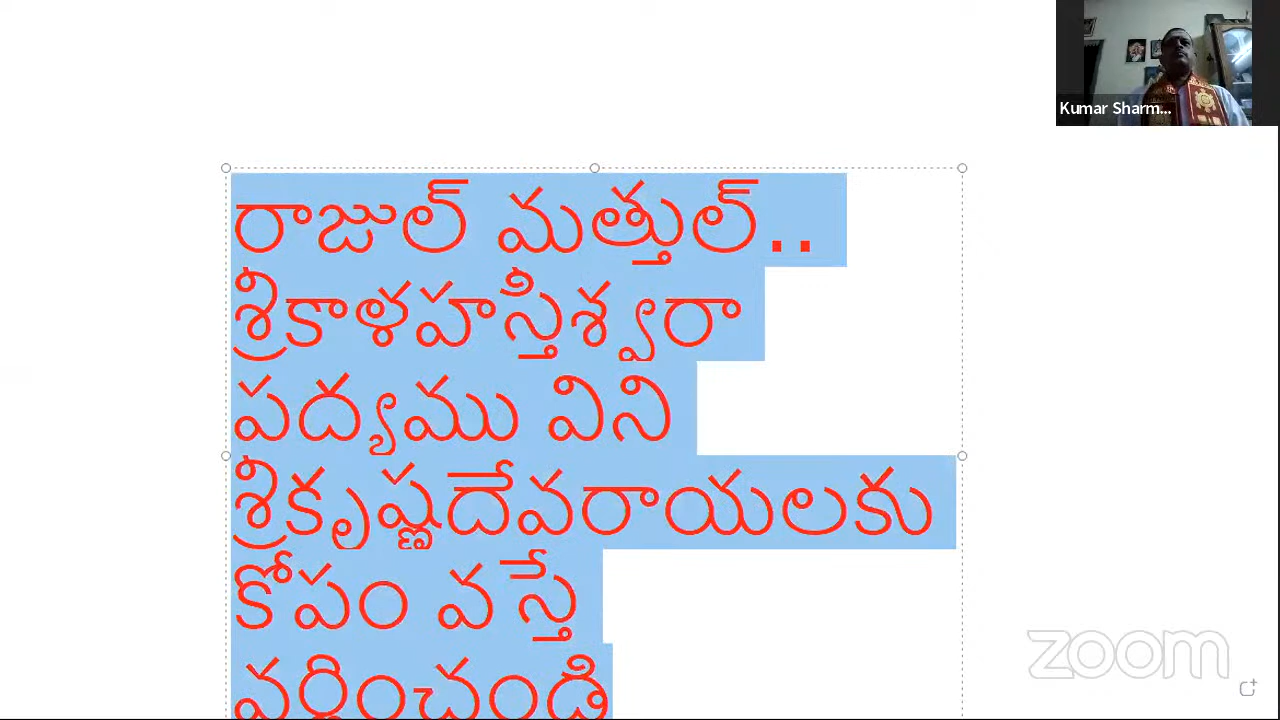 Kumar Sharm...
రాజుల్ మత్తుల్..
శ్రీకాళహస్తిశ్వరా
పద్యము విని
శ్రీకృష్ణదేవరాయలకు
కోపం వస్తే
వర్ణించండి
zoom